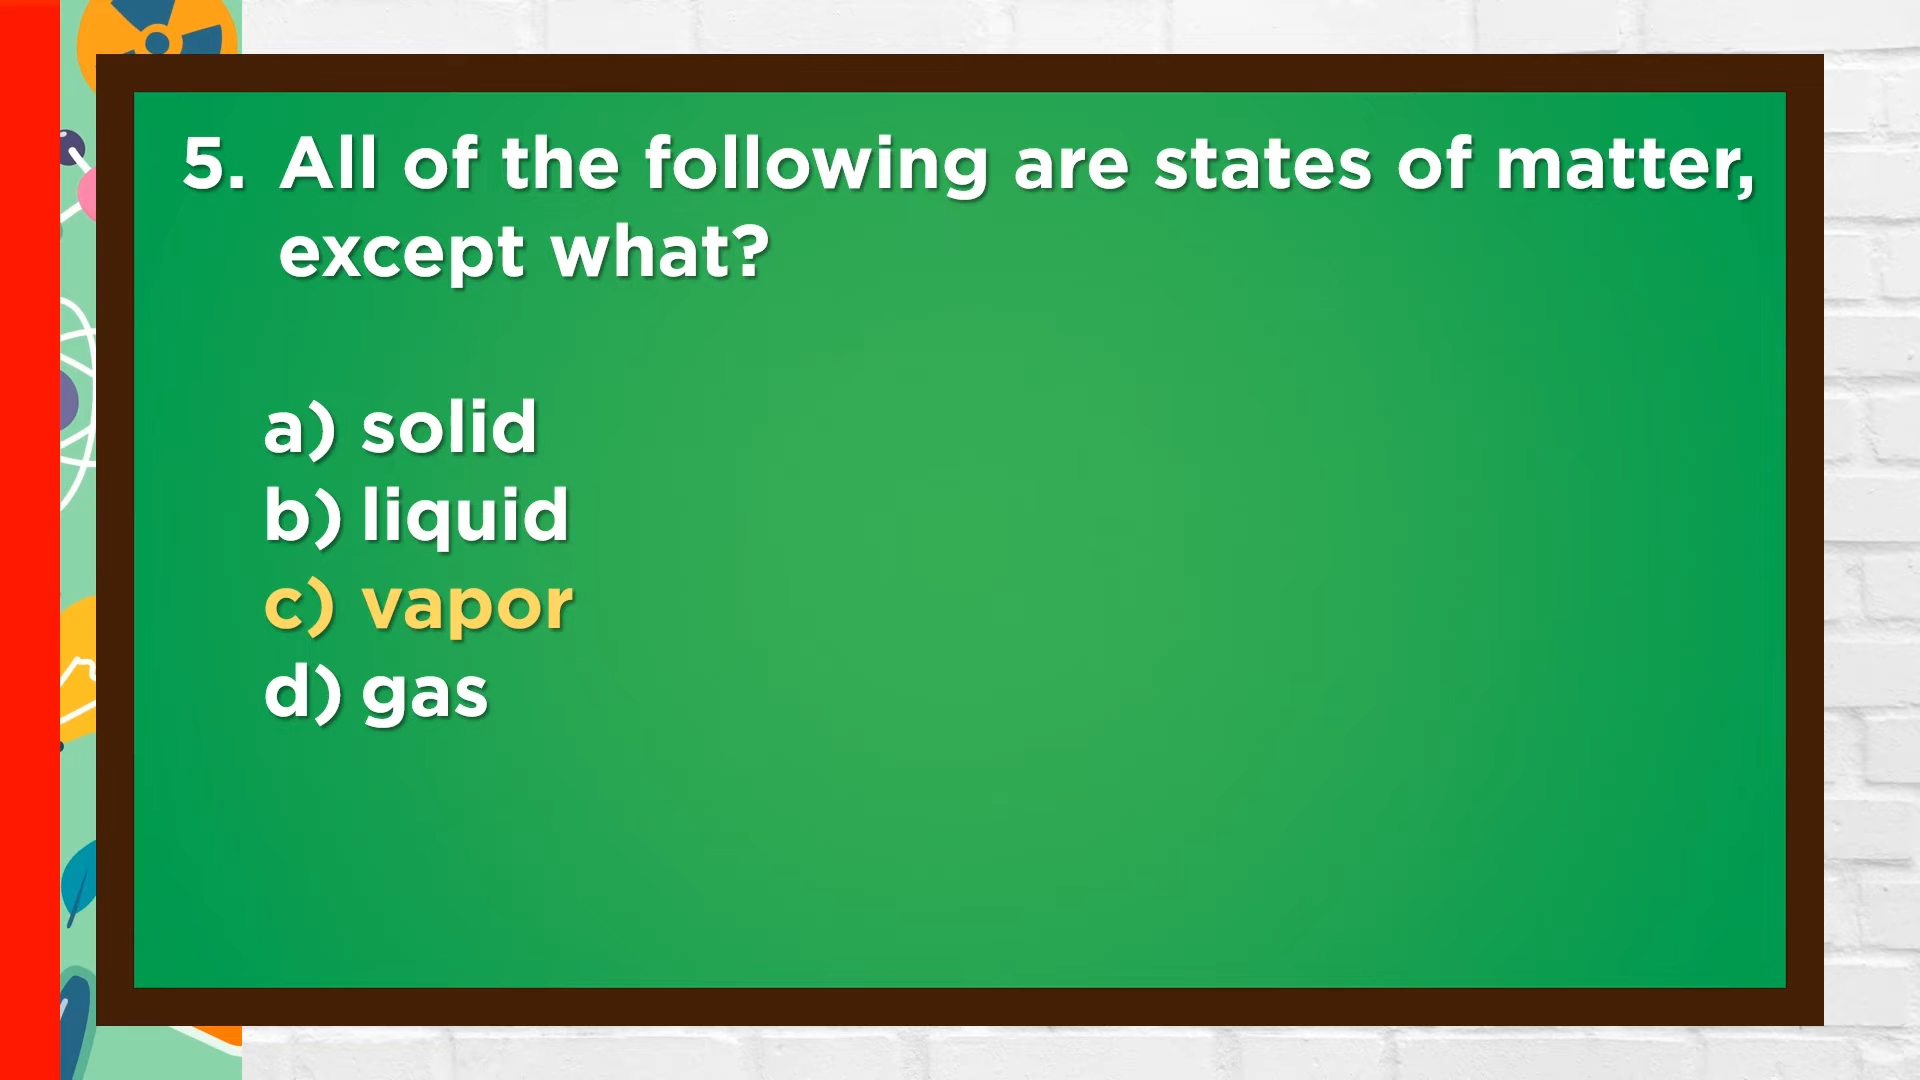 5. All of the following are states of matter,
except what?
a) solid
b) liquid
c) vapor
d) gas